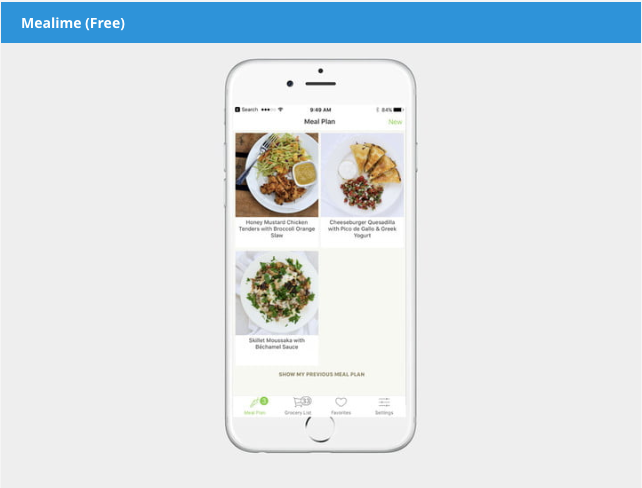 Mealime (Free)
Search
9:49 AM
84%
Meal Plan
New
Honey Mustard Chicken
Tenders with Broccoli Orange
Slaw
Cheeseburger Quesadilla
with Pico de Gallo & Greek
Yogurt
Skillet Moussaka with
Béchamel Sauce
SHOW MY PREVIOUS MEAL PLAN
3
33
Meal Plan
Grocery List
Favorites
Settings